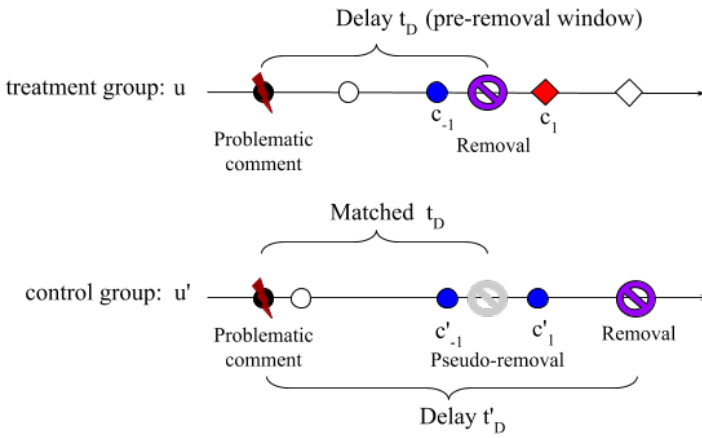 Delay t_D (pre-removal window)
treatment group: u
c_-1
c_1
Problematic
comment
Removal
Matched t_D
control group: u'
Problematic
comment
c'_-1
c'_1
Pseudo-removal
Removal
Delay t'_D